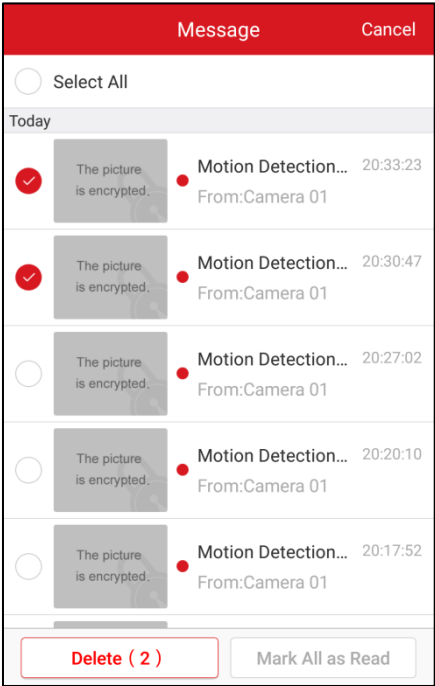 Message Cancel
Select All
Today
The picture
is encrypted.
Motion Detection... 20:33:23
From:Camera 01
The picture
is encrypted.
Motion Detection... 20:30:47
From:Camera 01
The picture
is encrypted.
Motion Detection... 20:27:02
From:Camera 01
The picture
is encrypted.
Motion Detection... 20:20:10
From:Camera 01
The picture
is encrypted.
Motion Detection... 20:17:52
From:Camera 01
Delete ( 2 ) Mark All as Read